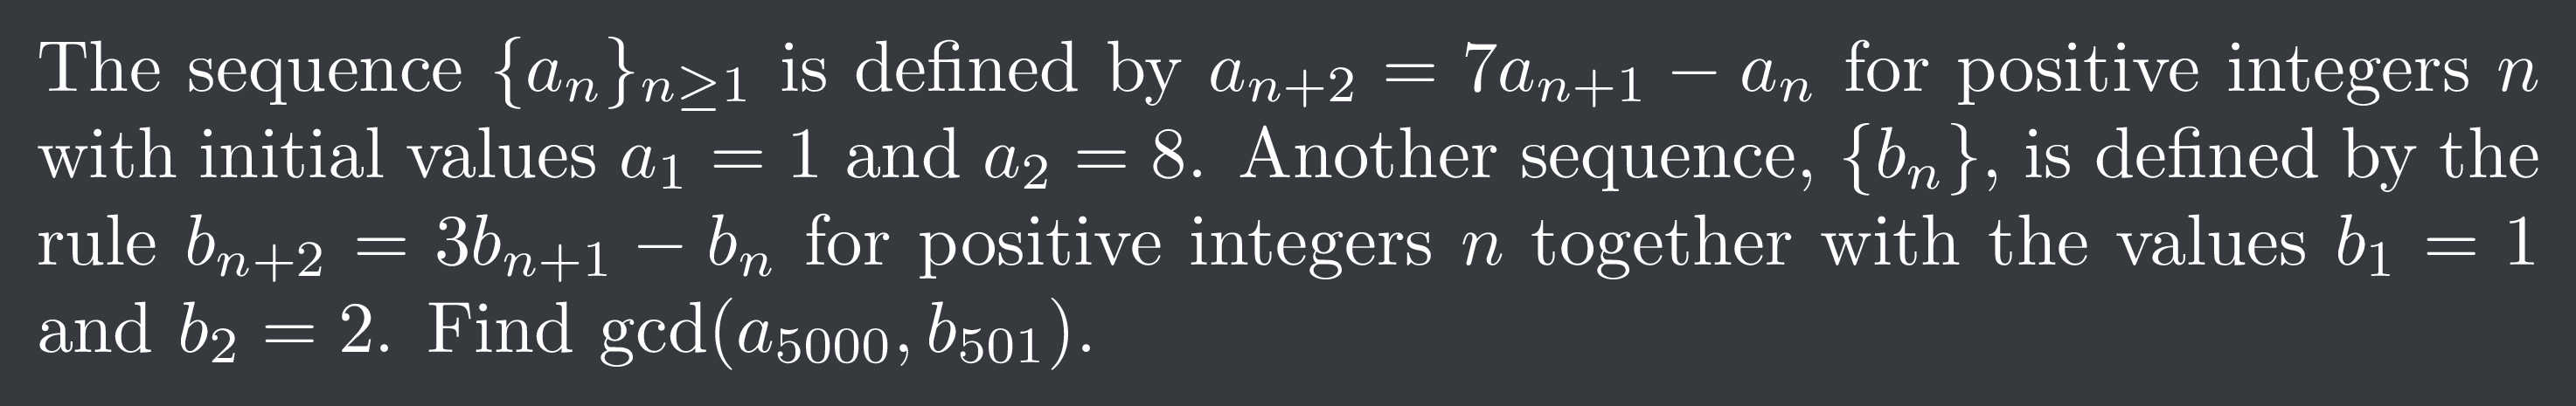 The sequence $\{a_n\}_{n\geq 1}$ is defined by $a_{n+2} = 7a_{n+1} - a_n$ for positive integers $n$
with initial values $a_1 = 1$ and $a_2 = 8$. Another sequence, $\{b_n\}$, is defined by the
rule $b_{n+2} = 3b_{n+1} - b_n$ for positive integers $n$ together with the values $b_1 = 1$
and $b_2 = 2$. Find $\gcd(a_{5000}, b_{501})$.